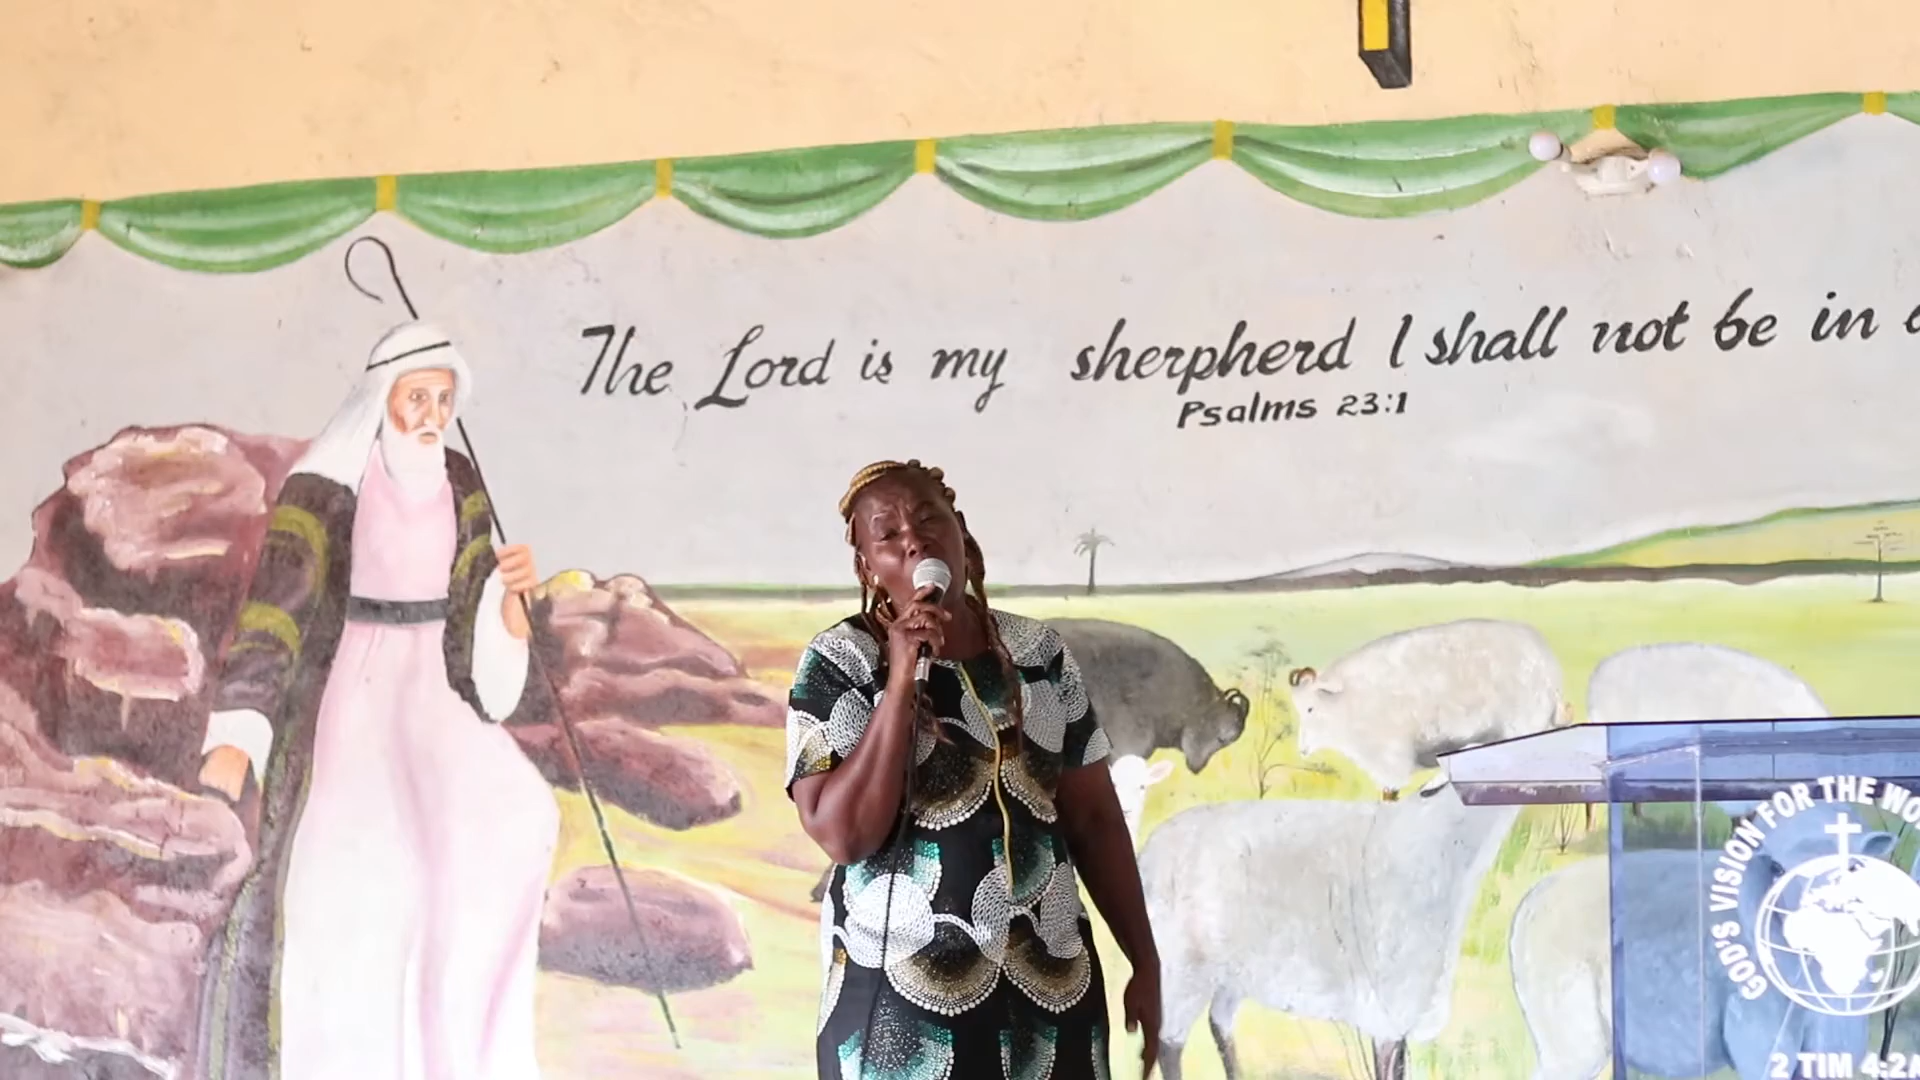 The Lord is my sherpherd I shall not be in
Psalms 23:1
GOD'S VISION FOR THE
2 TIM 4:2